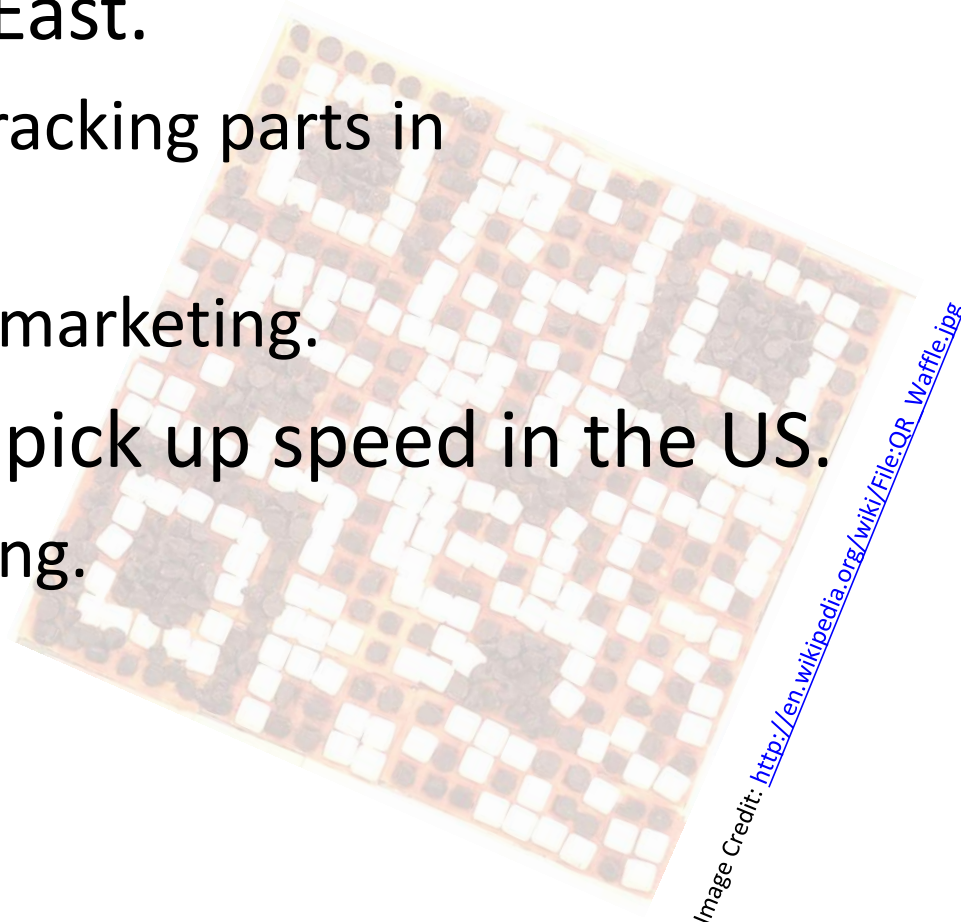 East.
racking parts in
marketing.
pick up speed in the US.
ng.
Image Credit: http://en.wikipedia.org/wiki/File:QR_Waffle.jpg